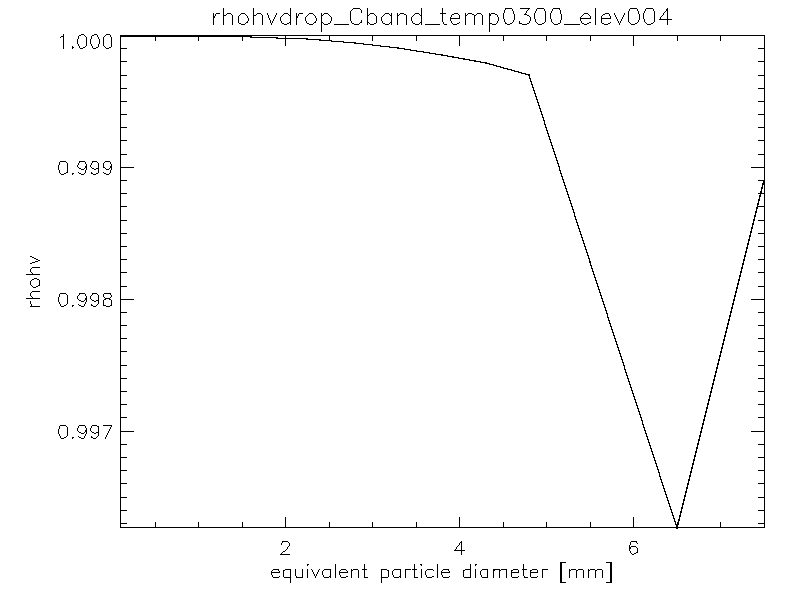 rhohvdrop_Cband_temp0300_elev004
1.000
0.999
0.998
0.997
rhohv
2 4 6
equivalent particle diameter [mm]